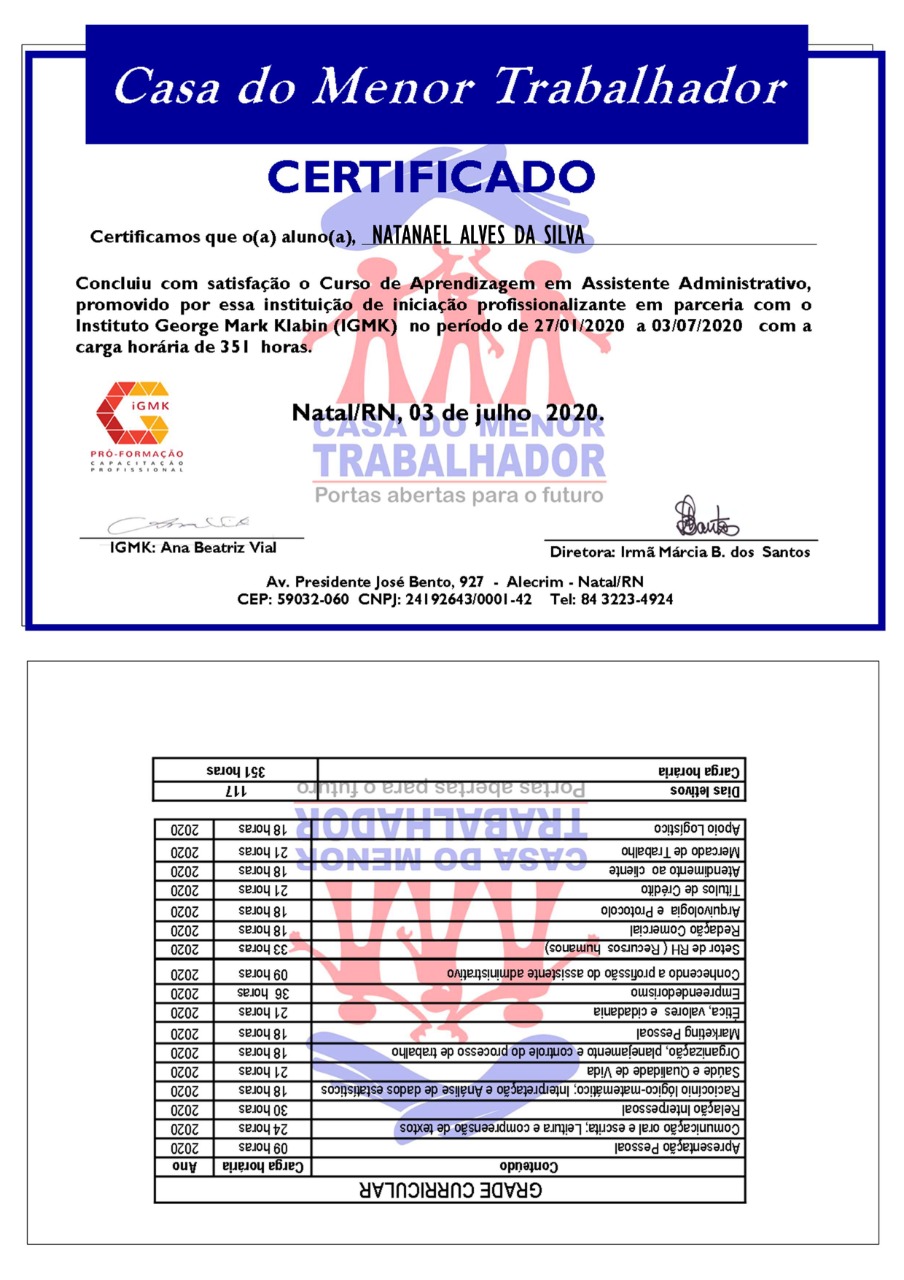 Casa do Menor Trabalhador
CERTIFICADO
Certificamos que o(a) aluno(a), NATANAEL ALVES DA SILVA
Concluiu com satisfação o Curso de Aprendizagem em Assistente Administrativo,
promovido por essa instituição de iniciação profissionalizante em parceria com o
Instituto George Mark Klabin (IGMK) no período de 27/01/2020 a 03/07/2020 com a
carga horária de 351 horas.
iGMK
PRÓ-FORMAÇÃO
CAPACITAÇÃO
PROFISSIONAL
Natal/RN, 03 de julho 2020.
CASA DO MENOR
TRABALHADOR
Portas abertas para o futuro
IGMK: Ana Beatriz Vial
Diretora: Irmã Márcia B. dos Santos
Av. Presidente José Bento, 927 - Alecrim - Natal/RN
CEP: 59032-060 CNPJ: 24192643/0001-42 Tel: 84 3223-4924
GRADE CURRICULAR
Conteúdo Carga horária Ano
Apresentação Pessoal 09 horas 2020
Comunicação oral e escrita; Leitura e compreensão de textos 24 horas 2020
Relação Interpessoal 30 horas 2020
Raciocínio lógico-matemático; Interpretação e Análise de dados estatísticos 18 horas 2020
Saúde e Qualidade de Vida 21 horas 2020
Organização, planejamento e controle do processo de trabalho 18 horas 2020
Marketing Pessoal 18 horas 2020
Ética, valores e cidadania 21 horas 2020
Empreendedorismo 36 horas 2020
Conhecendo a profissão do assistente administrativo 09 horas 2020
Setor de RH ( Recursos humanos) 33 horas 2020
Redação Comercial 18 horas 2020
Arquivologia e Protocolo 18 horas 2020
Títulos de Crédito 21 horas 2020
Atendimento ao cliente 18 horas 2020
Mercado de Trabalho 21 horas 2020
Apoio Logístico 18 horas 2020
CASA DO MENOR
TRABALHADOR
Portas abertas para o futuro
Dias letivos 117
Carga horária 351 horas